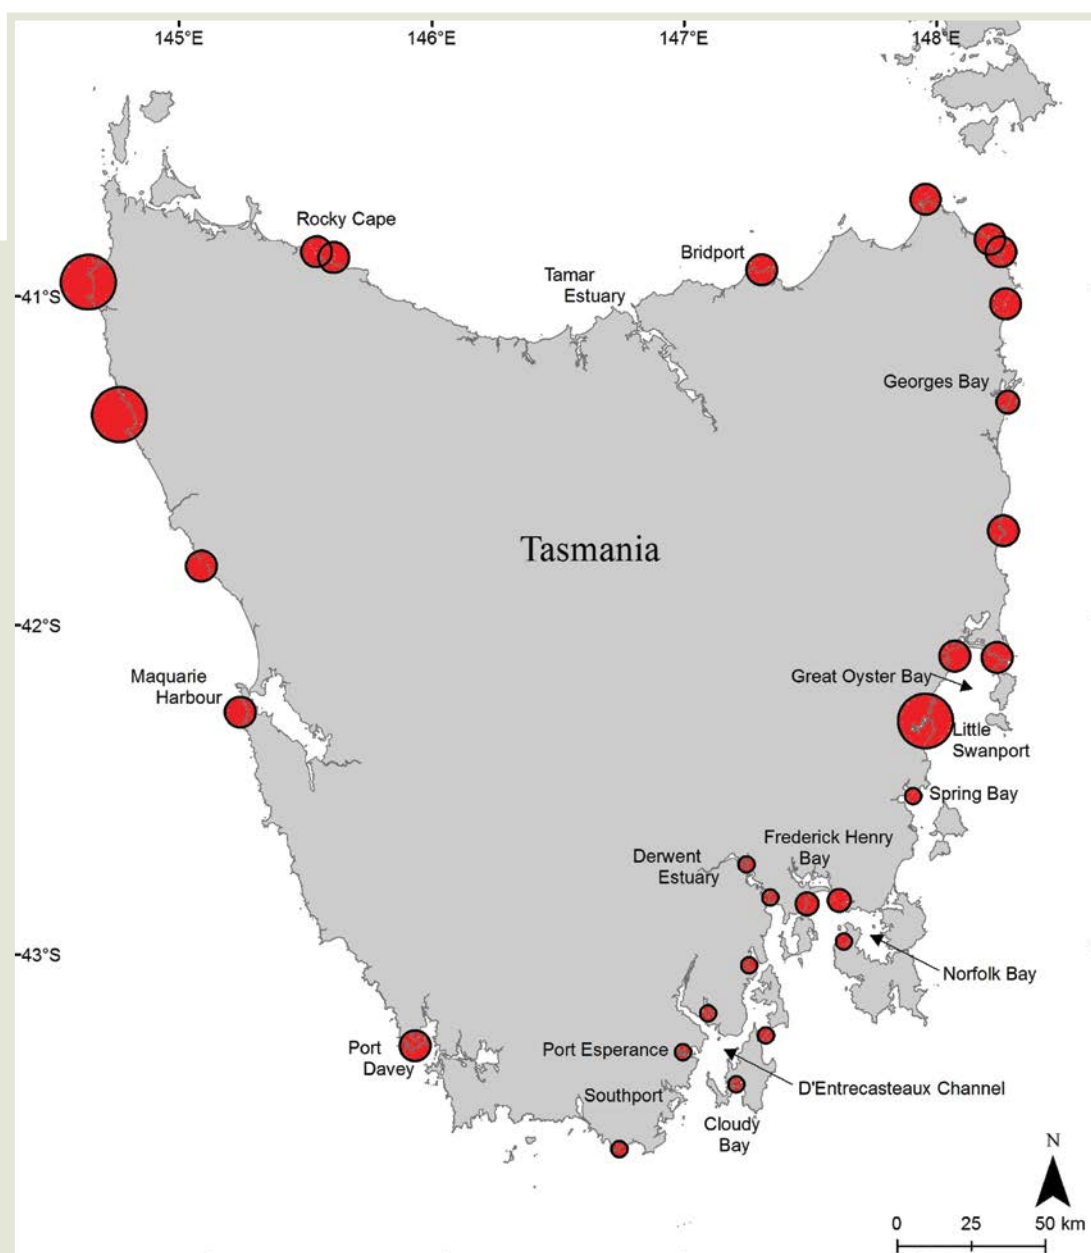 145°E
146°E
147°E
148°E
Rocky Cape
Bridport
Tamar
Estuary
41°S
Georges Bay
Tasmania
42°S
Maquarie
Harbour
Great Oyster Bay
Little
Swanport
Spring Bay
Frederick Henry
Bay
Derwent
Estuary
43°S
Norfolk Bay
Port
Davey
Port Esperance
D'Entrecasteaux Channel
Southport
Cloudy
Bay
N
0 25 50 km